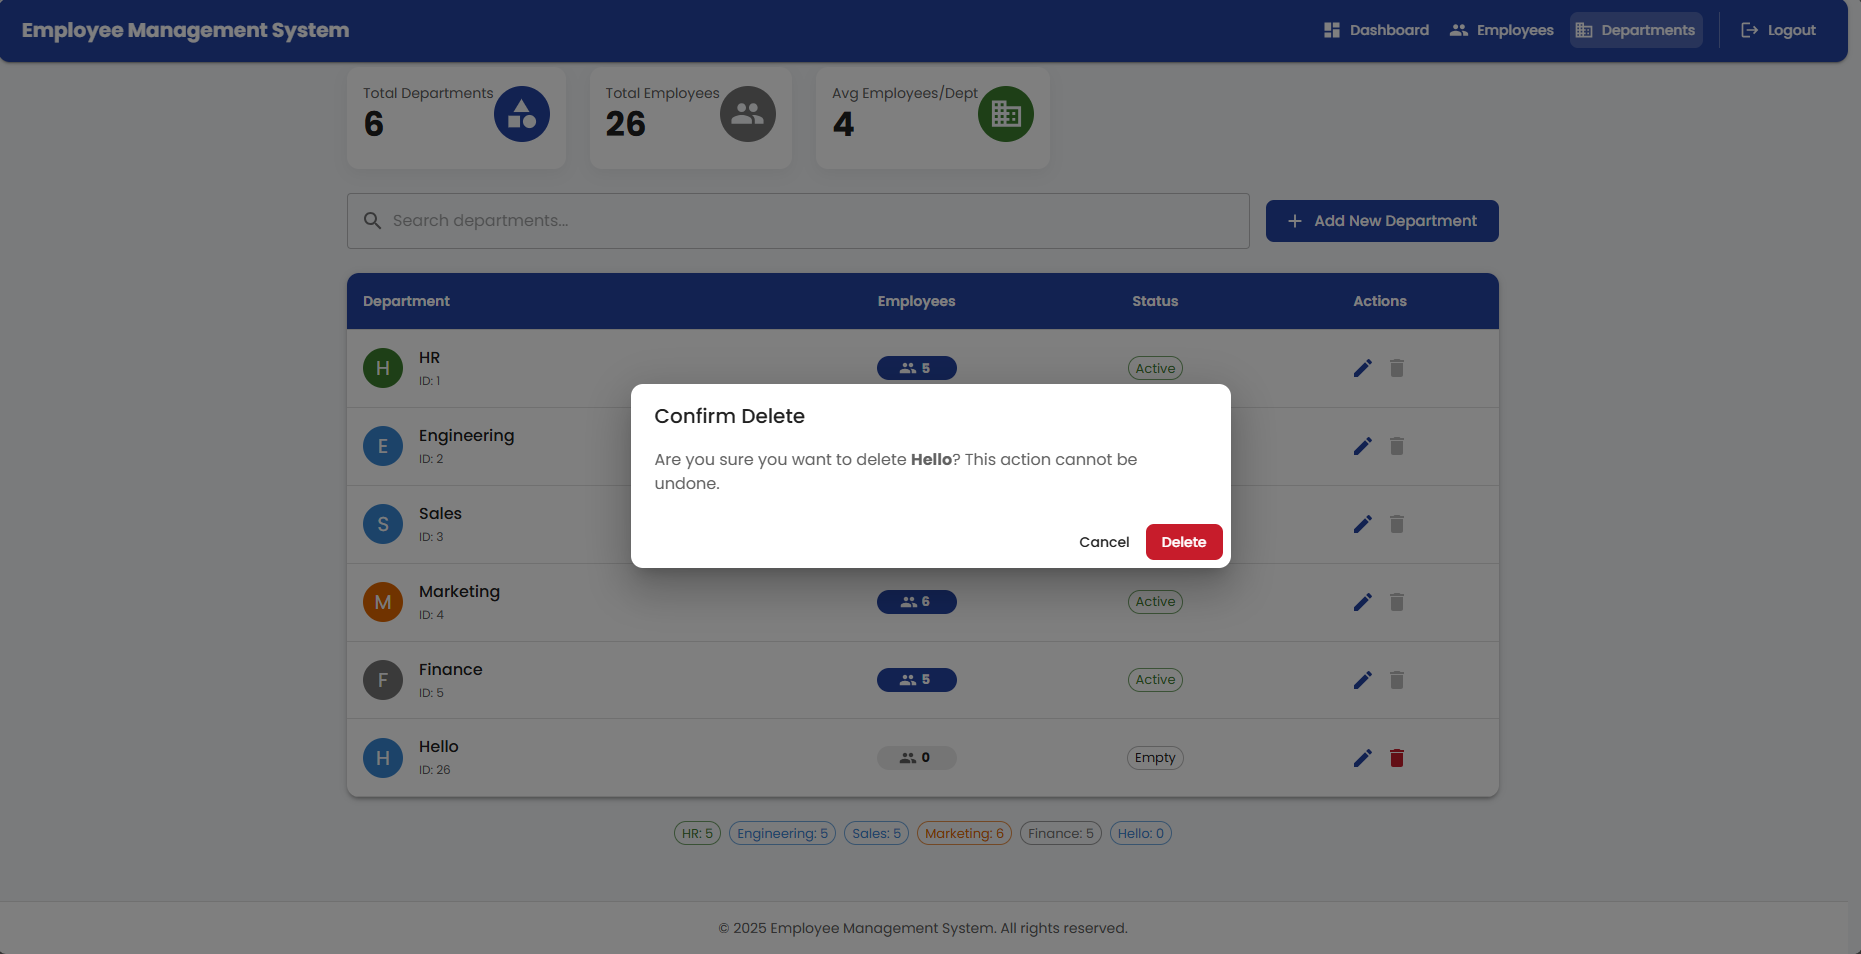 Employee Management System
Dashboard Employees Departments Logout
Total Departments
6
Total Employees
26
Avg Employees/Dept
4
Search departments...
Add New Department
Department Employees Status Actions
H
HR
ID: 1
5
Active
E
Engineering
ID: 2
S
Sales
ID: 3
Confirm Delete
Are you sure you want to delete Hello? This action cannot be
undone.
Cancel Delete
M
Marketing
ID: 4
6
Active
F
Finance
ID: 5
5
Active
H
Hello
ID: 26
0
Empty
HR: 5 Engineering: 5 Sales: 5 Marketing: 6 Finance: 5 Hello: 0
© 2025 Employee Management System. All rights reserved.